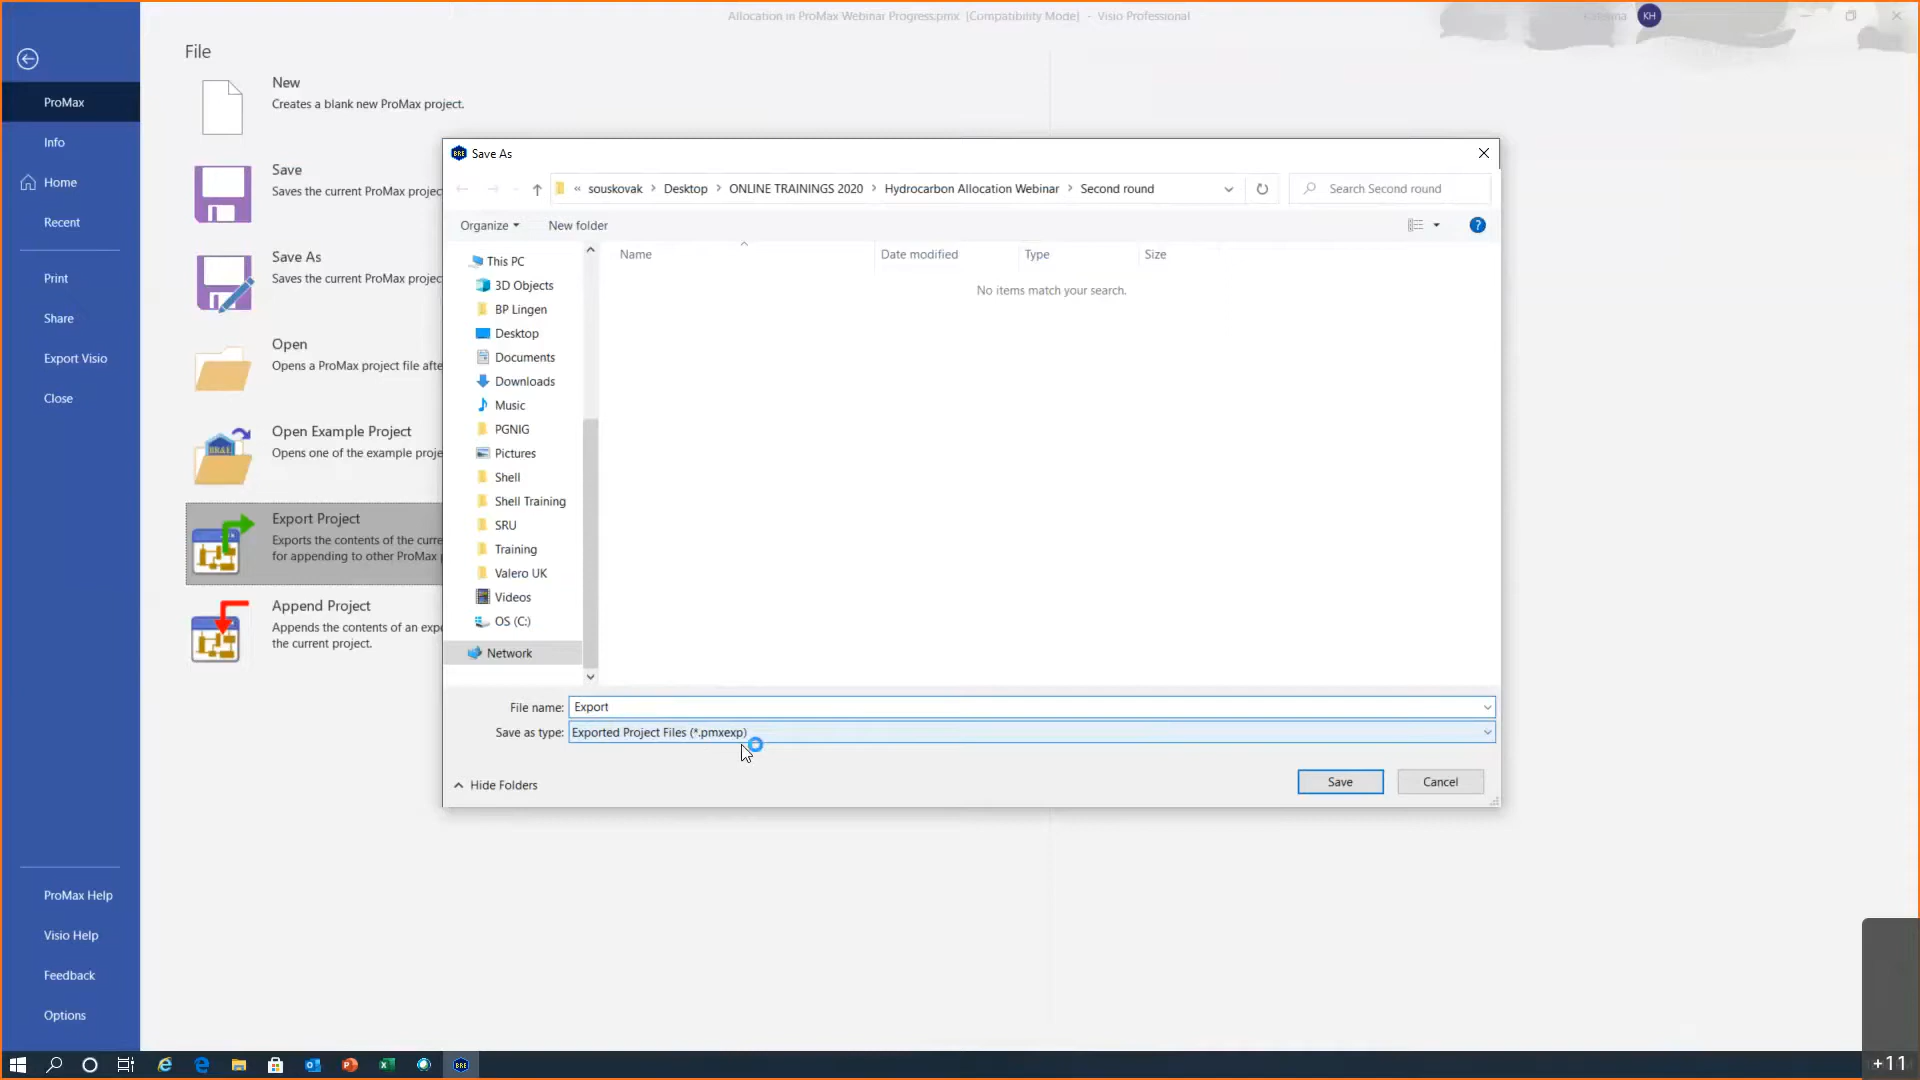 Allocation in ProMax Webinar Progress.pmx [Compatibility Mode] - Visio Professional
KH
File
ProMax
Info
Home
Recent
Print
Share
Export Visio
Close
ProMax Help
Visio Help
Feedback
Options
New
Creates a blank new ProMax project.
Save
Saves the current ProMax project
Save As
Saves the current ProMax project
Open
Opens a ProMax project file afte
Open Example Project
Opens one of the example proje
BR&E
Export Project
Exports the contents of the curre
for appending to other ProMax
Append Project
Appends the contents of an expo
the current project.
BRE
Save As
« souskovak > Desktop > ONLINE TRAININGS 2020 > Hydrocarbon Allocation Webinar > Second round
Search Second round
Organize
New folder
?
Name
Date modified
Type
Size
No items match your search.
This PC
3D Objects
BP Lingen
Desktop
Documents
Downloads
Music
PGNIG
Pictures
Shell
Shell Training
SRU
Training
Valero UK
Videos
OS (C:)
Network
File name: Export
Save as type: Exported Project Files (*.pmxexp)
Hide Folders
Save
Cancel
BRE
+11